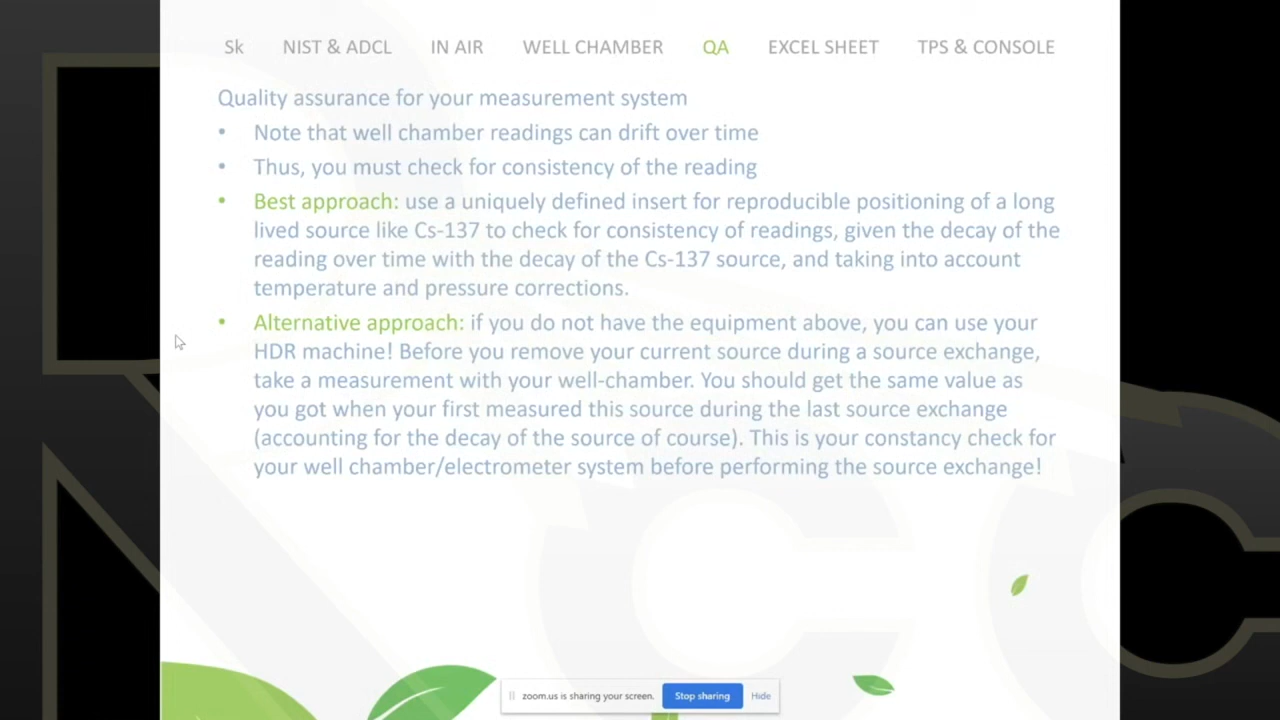 Sk NIST & ADCL IN AIR WELL CHAMBER QA EXCEL SHEET TPS & CONSOLE
Quality assurance for your measurement system
• Note that well chamber readings can drift over time
• Thus, you must check for consistency of the reading
• Best approach: use a uniquely defined insert for reproducible positioning of a long
lived source like Cs-137 to check for consistency of readings, given the decay of the
reading over time with the decay of the Cs-137 source, and taking into account
temperature and pressure corrections.
• Alternative approach: if you do not have the equipment above, you can use your
HDR machine! Before you remove your current source during a source exchange,
take a measurement with your well-chamber. You should get the same value as
you got when your first measured this source during the last source exchange
(accounting for the decay of the source of course). This is your constancy check for
your well chamber/electrometer system before performing the source exchange!
zoom.us is sharing your screen. Stop sharing Hide